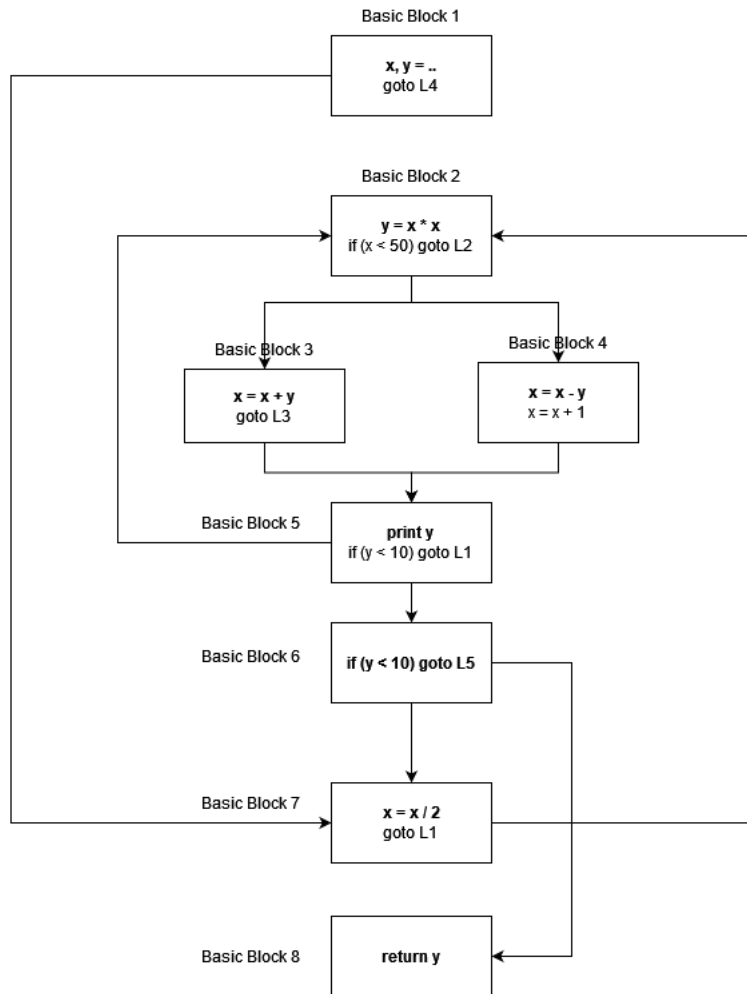 Basic Block 1
x, y = ..
goto L4
Basic Block 2
y = x * x
if (x < 50) goto L2
Basic Block 3
x = x + y
goto L3
Basic Block 4
x = x - y
x = x + 1
Basic Block 5
print y
if (y < 10) goto L1
Basic Block 6
if (y < 10) goto L5
Basic Block 7
x = x / 2
goto L1
Basic Block 8
return y